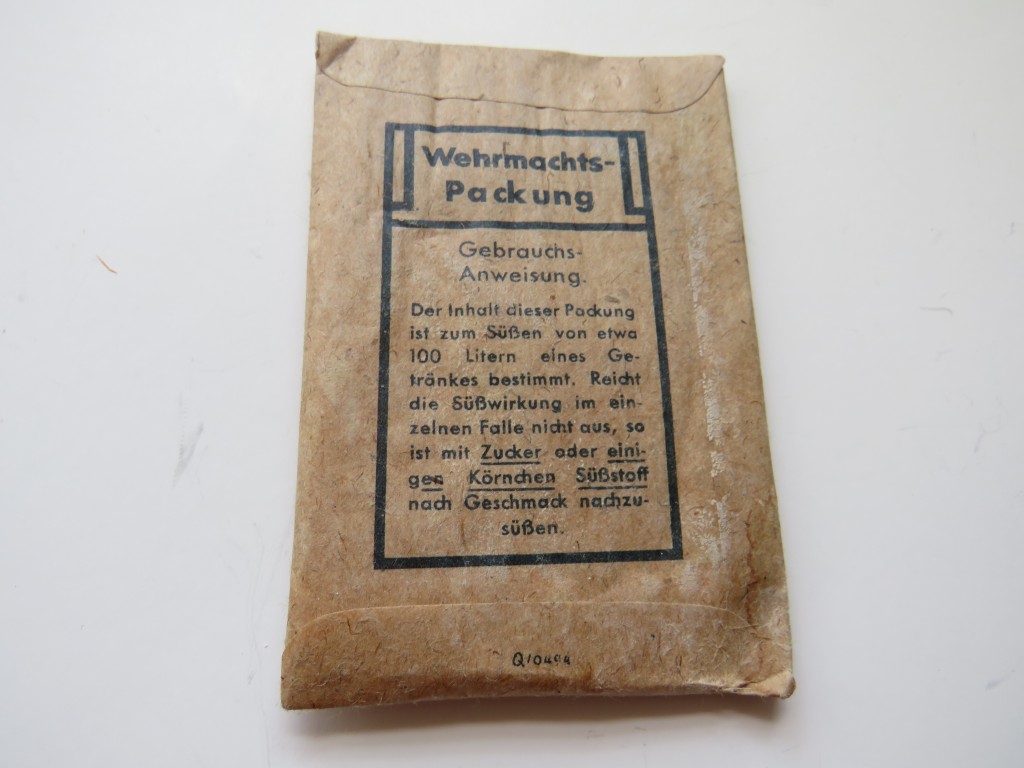 Wehrmachts-
Packung
Gebrauchs-
Anweisung.
Der Inhalt dieser Packung
ist zum Süßen von etwa
100 Litern eines Ge-
tränkes bestimmt. Reicht
die Süßwirkung im ein-
zelnen Falle nicht aus, so
ist mit Zucker oder eini-
gen Körnchen Süßstoff
nach Geschmack nachzu-
süßen.